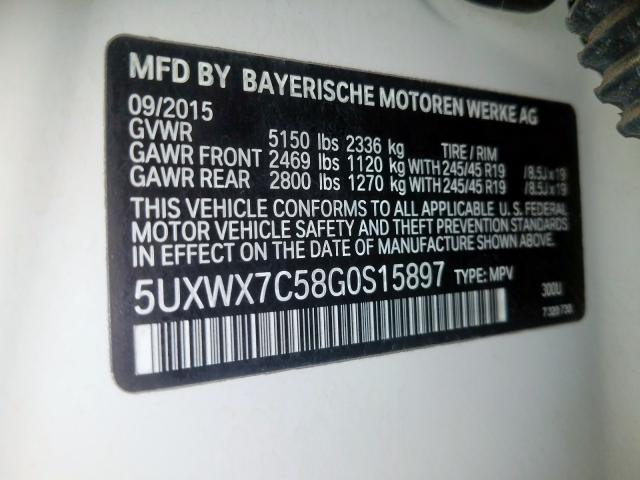 MFD BY BAYERISCHE MOTOREN WERKE AG
09/2015
GVWR 5150 lbs 2336 kg TIRE / RIM
GAWR FRONT 2469 lbs 1120 kg WITH 245/45 R19 / 8.5J x 19
GAWR REAR 2800 lbs 1270 kg WITH 245/45 R19 / 8.5J x 19
THIS VEHICLE CONFORMS TO ALL APPLICABLE U.S. FEDERAL
MOTOR VEHICLE SAFETY AND THEFT PREVENTION STANDARDS
IN EFFECT ON THE DATE OF MANUFACTURE SHOWN ABOVE.
5UXWX7C58G0S15897 TYPE: MPV 300U